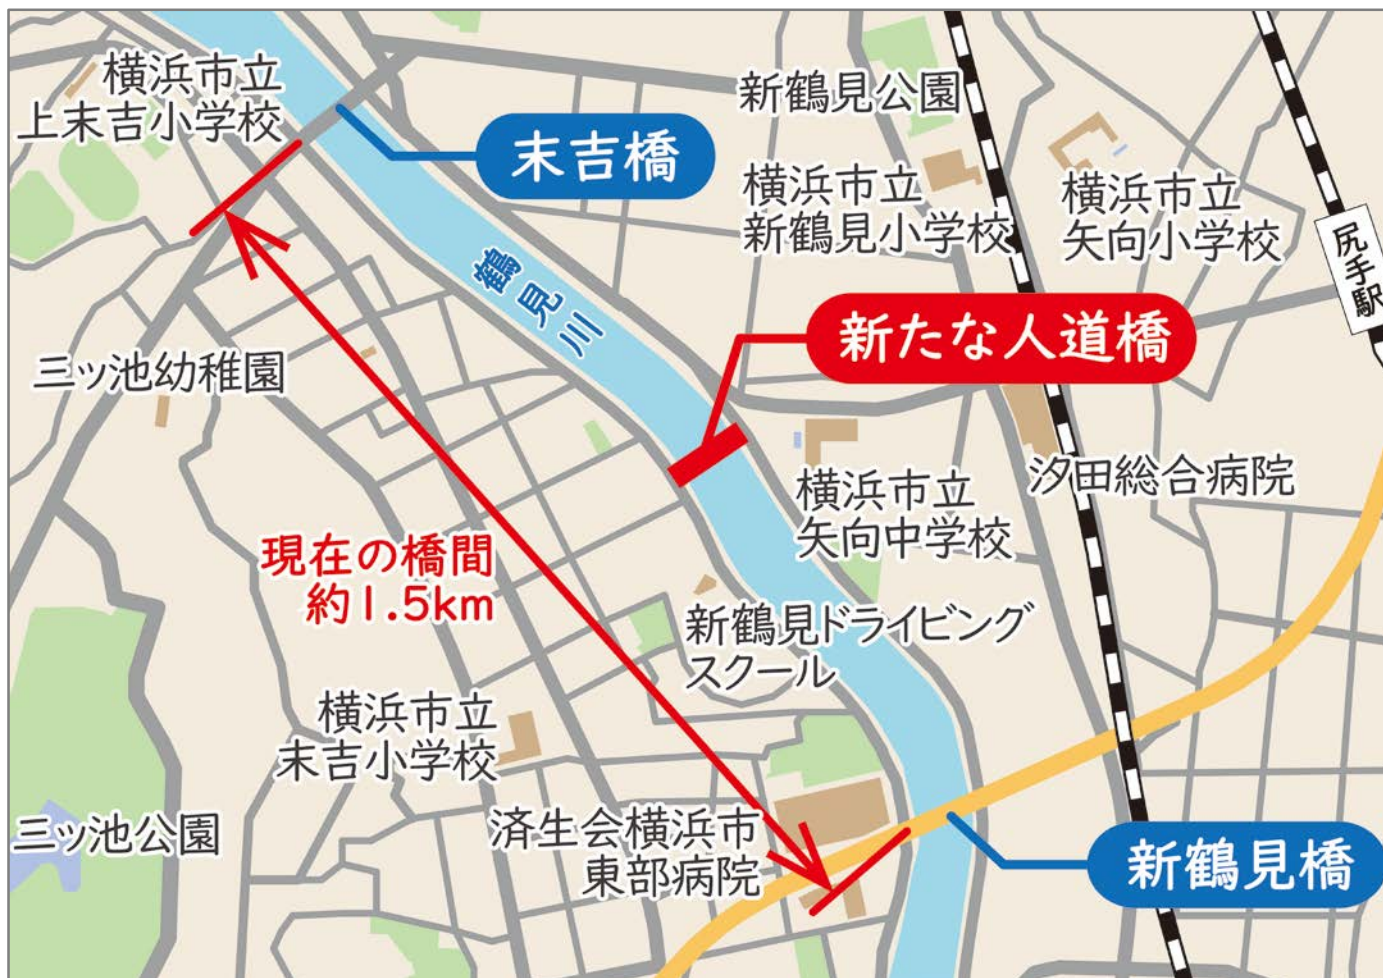 横浜市立
上末吉小学校
末吉橋
新鶴見公園
横浜市立
新鶴見小学校
横浜市立
矢向小学校
尻手駅
鶴見川
新たな人道橋
三ッ池幼稚園
汐田総合病院
横浜市立
矢向中学校
現在の橋間
約1.5km
新鶴見ドライビング
スクール
横浜市立
末吉小学校
三ッ池公園
済生会横浜市
東部病院
新鶴見橋